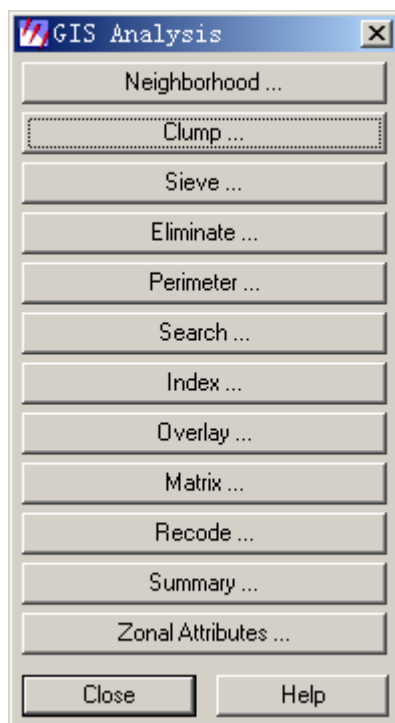 GIS Analysis
Neighborhood ...
Clump ...
Sieve ...
Eliminate ...
Perimeter ...
Search ...
Index ...
Overlay ...
Matrix ...
Recode ...
Summary ...
Zonal Attributes ...
Close Help